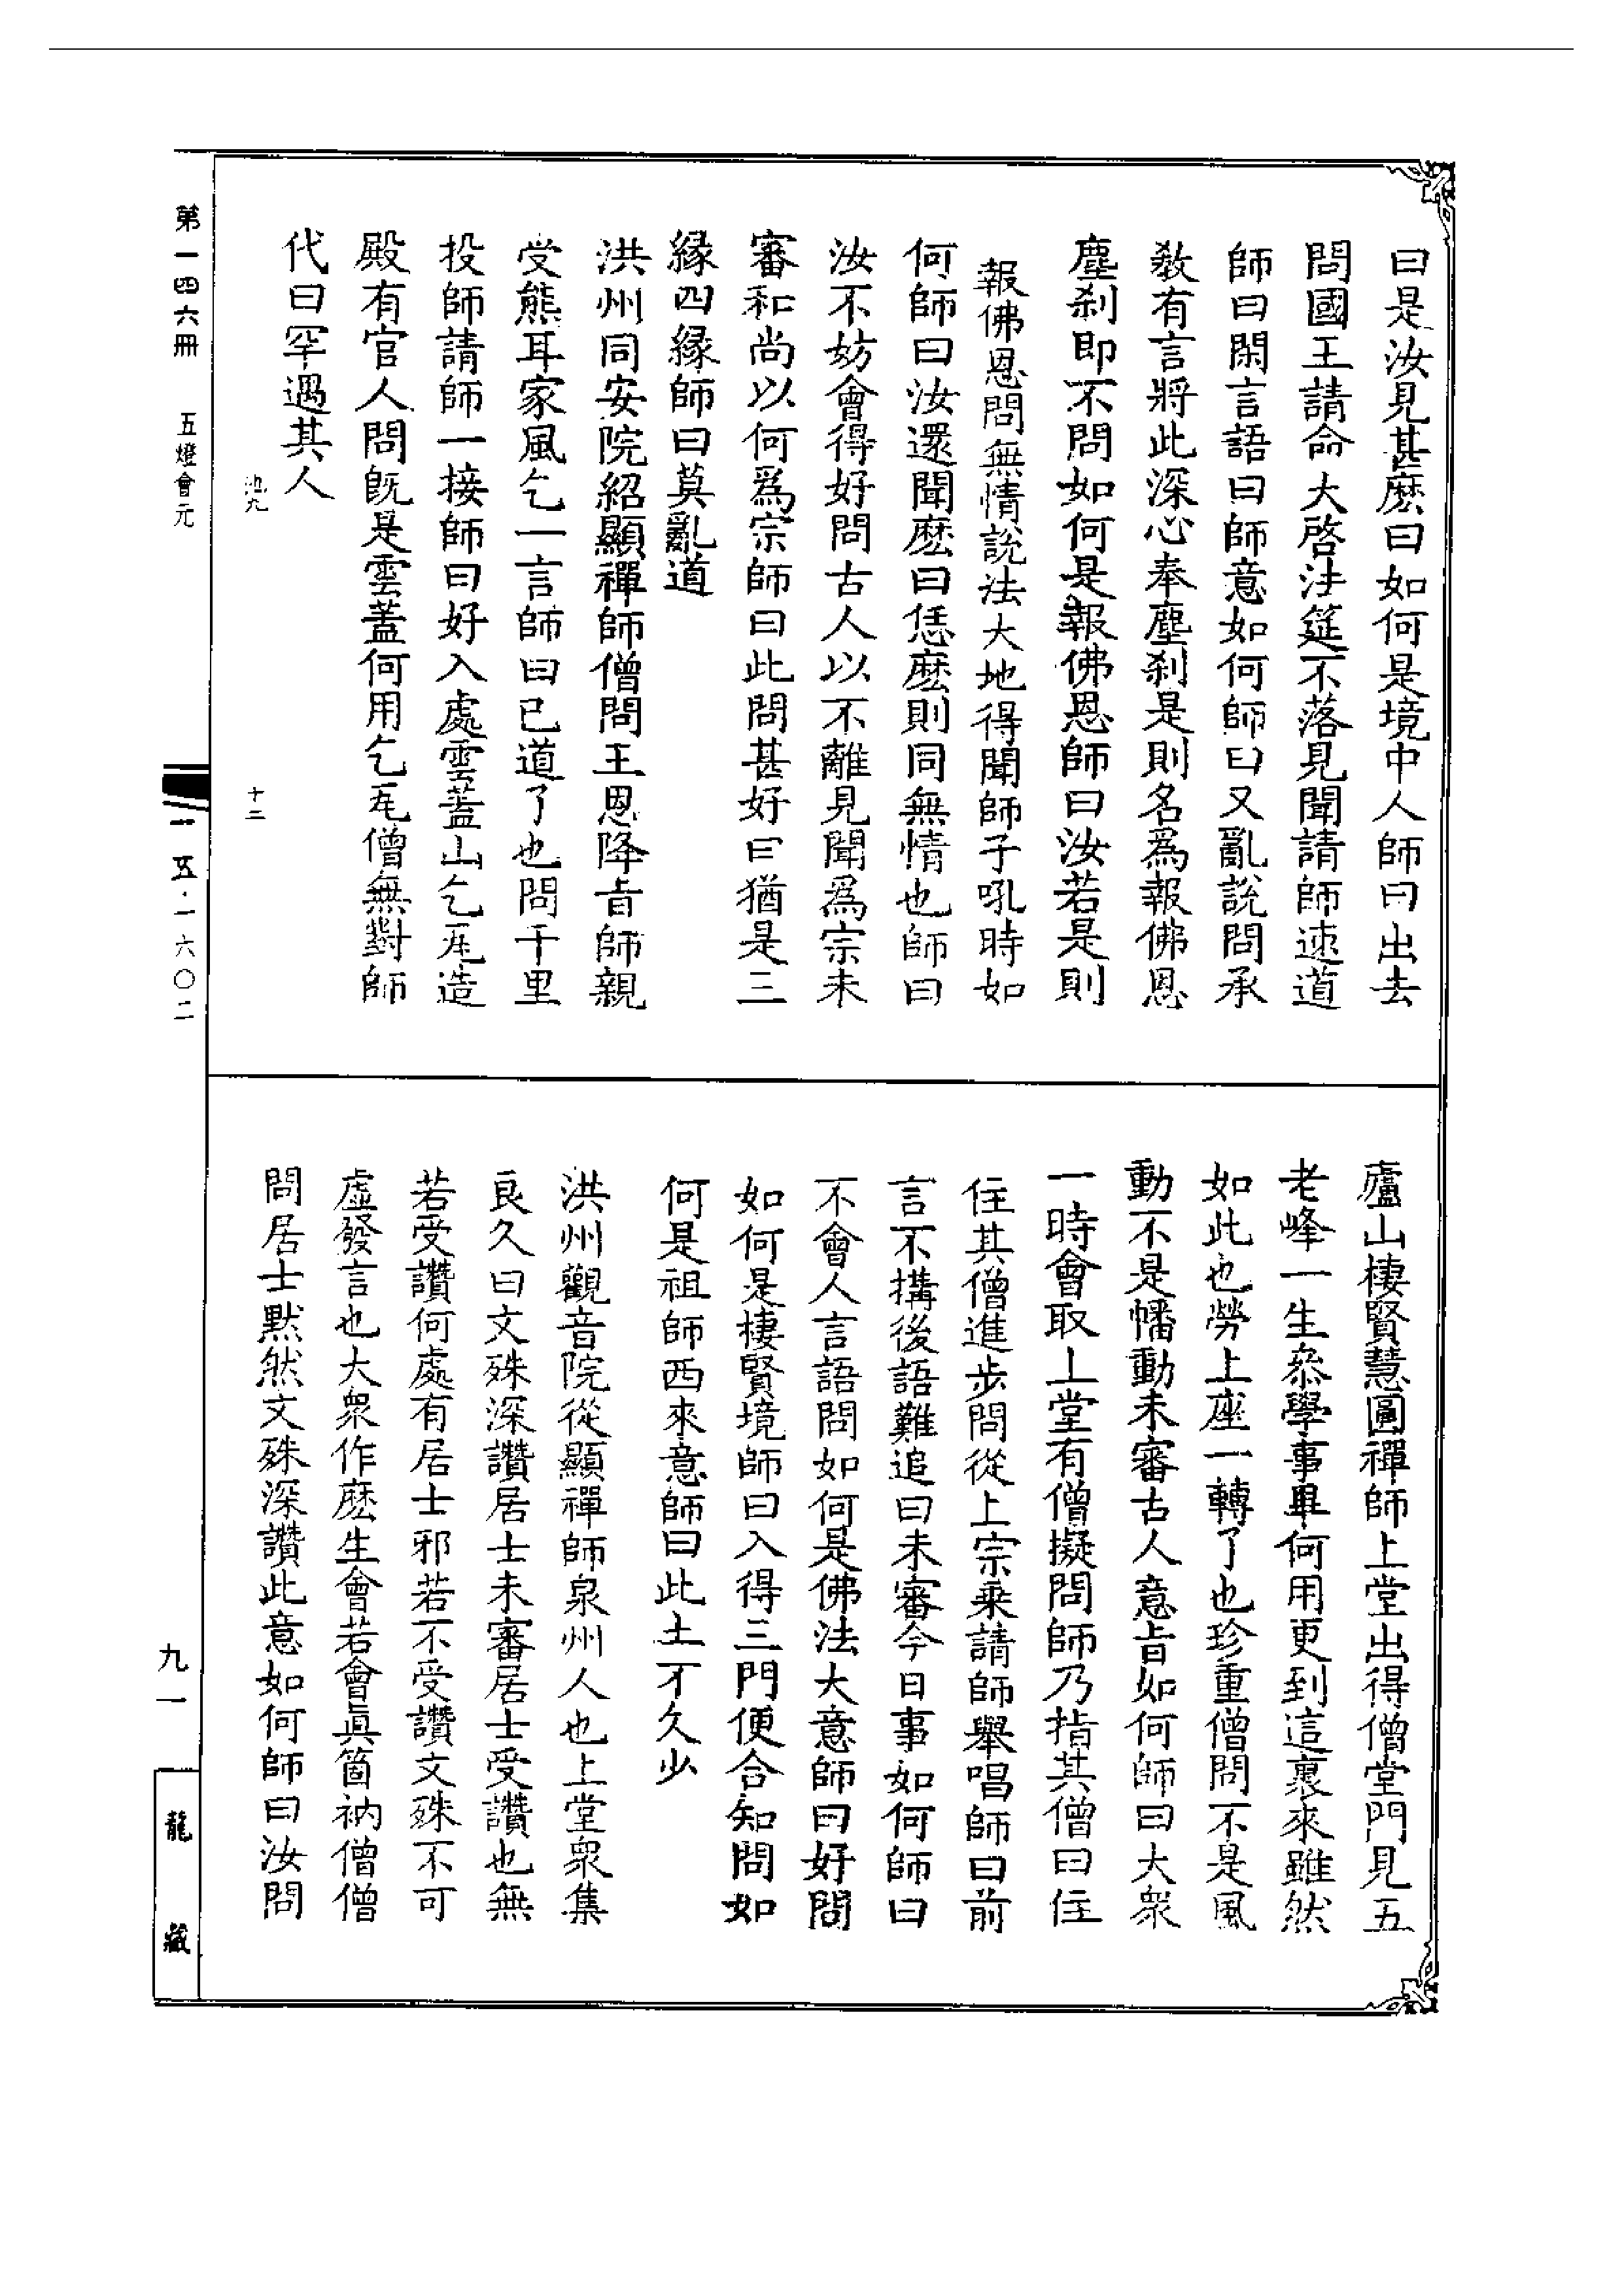 曰是汝見甚麽曰如何是境中人師曰出去
問國王請命大啓法筵不落見聞請師速道
師曰閑言語曰師意如何師曰又亂說問承
敎有言將此深心奉塵刹是則名爲報佛恩
塵刹即不問如何是報佛恩師曰汝若是則
報佛恩問無情說法大地得聞師子吼時如
何師曰汝還聞麽曰恁麽則同無情也師曰
汝不妨會得好問古人以不離見聞爲宗未
審和尚以何爲宗師曰此問甚好曰猶是三
緣四緣師曰莫亂道
洪州同安院紹顯禪師僧問王恩降旨師親
受熊耳家風乞一言師曰已道了也問千里
投師請師一接師曰好入處雲蓋山乞瓦造
殿有官人問旣是雲蓋何用乞瓦僧無對師
代曰罕遇其人
池九
十二
廬山棲賢慧圓禪師上堂出得僧堂門見五
老峰一生叅學事畢何用更到這裏來雖然
如此也勞上座一轉了也珍重僧問不是風
動不是幡動未審古人意旨如何師曰大衆
一時會取上堂有僧擬問師乃指其僧曰住
住其僧進步問從上宗乗請師舉唱師曰前
言不搆後語難追曰未審今日事如何師曰
不會人言語問如何是佛法大意師曰好問
如何是棲賢境師曰入得三門便合知問如
何是祖師西來意師曰此土不久少
洪州觀音院從顯禪師泉州人也上堂衆集
良久曰文殊深讚居士未審居士受讚也無
若受讚何處有居士邪若不受讚文殊不可
虛發言也大衆作麽生會若會眞箇衲僧僧
問居士默然文殊深讚此意如何師曰汝問
第一四六冊
五燈會元
一五·一六〇二
九一
龍藏